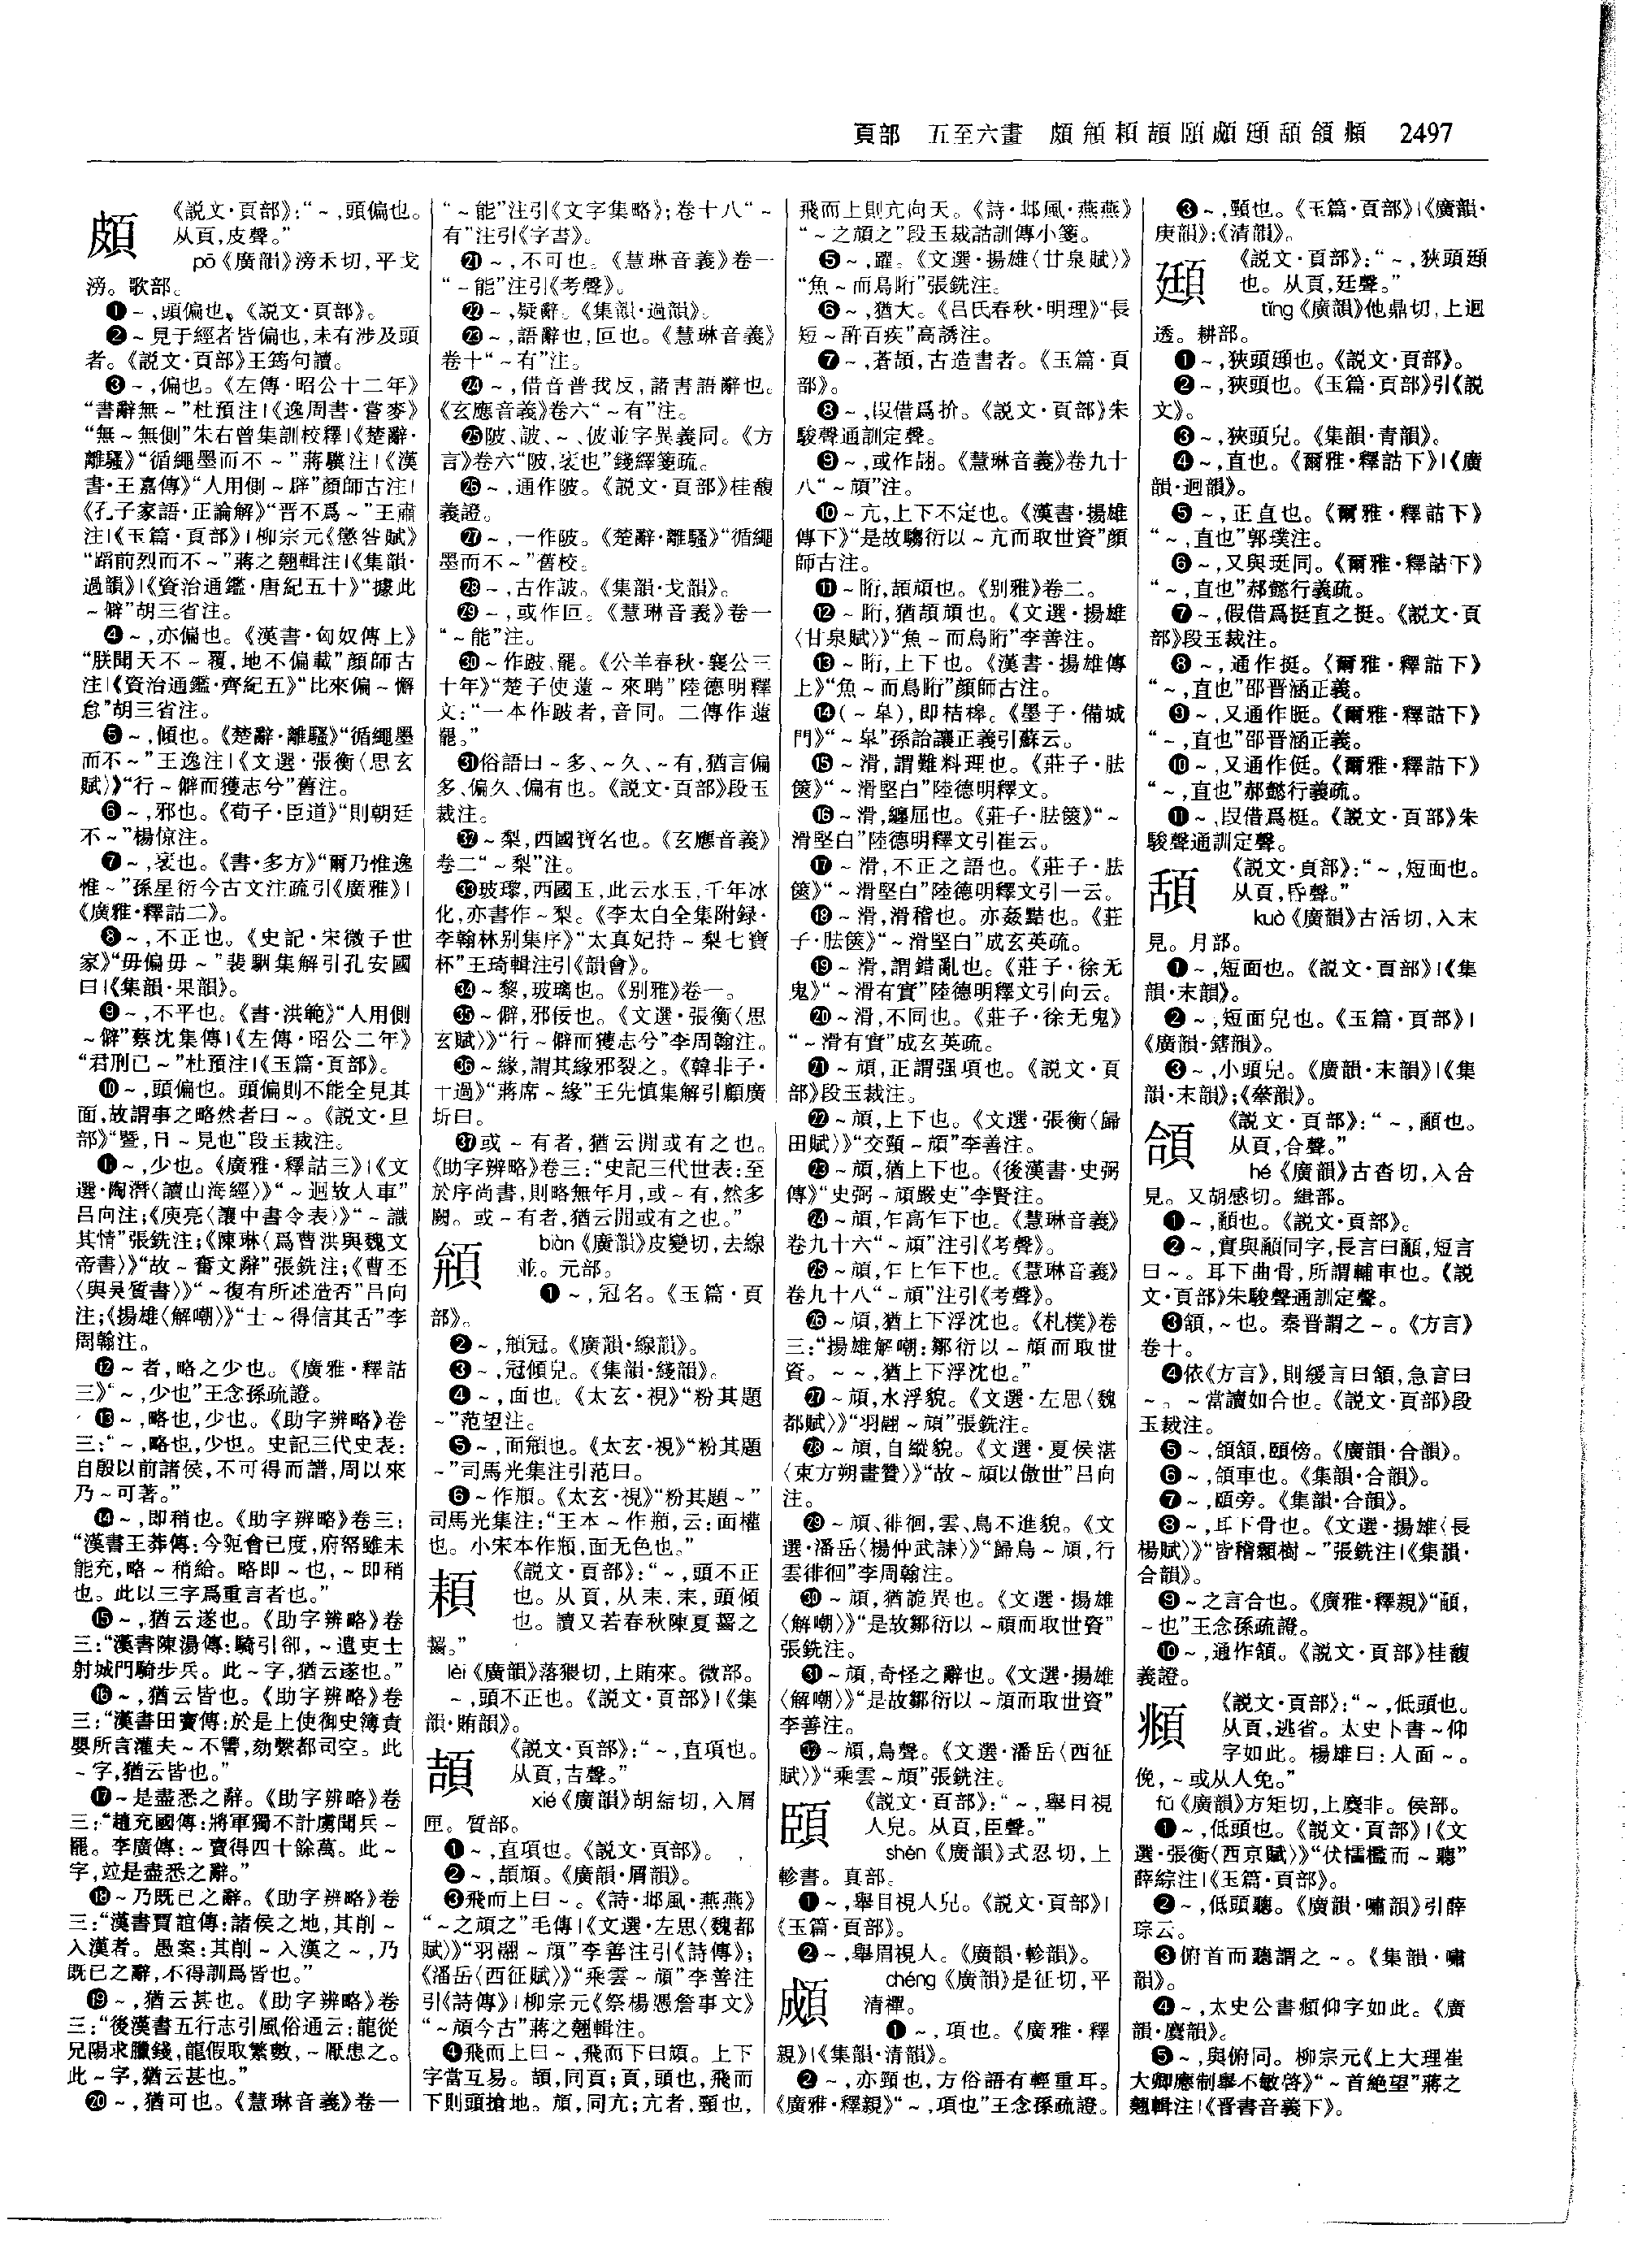 頁部 五至六畫 頗頯䫀頡頤頗頲䫇頜頫 2497
頗
《説文·頁部》：“～，頭偏也。
从頁，皮聲。”
pō《廣韻》滂禾切，平戈
滂。歌部。
❶～，頭偏也。《説文·頁部》。
❷～見于經者皆偏也，未有涉及頭
者。《説文·頁部》王筠句讀。
❸～，偏也。《左傳·昭公十二年》
“書辭無～”杜預注|《逸周書·嘗麥》
“無～無側”朱右曾集訓校釋|《楚辭·
離騷》“循繩墨而不～”蔣驥注|《漢
書·王嘉傳》“人用側～辟”顔師古注|
《孔子家語·正論解》“晋不爲～”王肅
注|《玉篇·頁部》|柳宗元《懲咎賦》
“蹈前烈而不～”蔣之翹輯注|《集韻·
過韻》|《資治通鑑·唐紀五十》“據此
～僻”胡三省注。
❹～，亦偏也。《漢書·匈奴傳上》
“朕聞天不～覆，地不偏載”顔師古
注|《資治通鑑·齊紀五》“比來偏～懈
怠”胡三省注。
❺～，傾也。《楚辭·離騷》“循繩墨
而不～”王逸注|《文選·張衡〈思玄
賦〉》“行～僻而獲志兮”舊注。
❻～，邪也。《荀子·臣道》“則朝廷
不～”楊倞注。
❼～，衺也。《書·多方》“爾乃惟逸
惟～”孫星衍今古文注疏引《廣雅》|
《廣雅·釋詁二》。
❽～，不正也。《史記·宋微子世
家》“毋偏毋～”裴駰集解引孔安國
曰|《集韻·果韻》。
❾～，不平也。《書·洪範》“人用側
～僻”蔡沈集傳|《左傳·昭公二年》
“君刑已～”杜預注|《玉篇·頁部》。
❿～，頭偏也。頭偏則不能全見其
面，故謂事之略然者曰～。《説文·旦
部》“暨，日～見也”段玉裁注。
⓫～，少也。《廣雅·釋詁三》|《文
選·陶潛〈讀山海經〉》“～迴故人車”
吕向注；《庾亮〈讓中書令表〉》“～識
其情”張銑注；《陳琳〈爲曹洪與魏文
帝書〉》“故～奮文辭”張銑注；《曹丕
〈與吴質書〉》“～復有所述造否”吕向
注；《揚雄〈解嘲〉》“士～得信其舌”李
周翰注。
⓬～者，略之少也。《廣雅·釋詁
三》“～，少也”王念孫疏證。
⓭～，略也，少也。《助字辨略》卷
三：“～，略也，少也。史記三代史表：
自殷以前諸侯，不可得而譜，周以來
乃～可著。”
⓮～，即稍也。《助字辨略》卷三：
“漢書王莽傳：今阨會已度，府帑雖未
能充，略～稍給。略即～也，～即稍
也。此以三字爲重言者也。”
⓯～，猶云遂也。《助字辨略》卷
三：“漢書陳湯傳：騎引卻，～遣吏士
射城門騎步兵。此～字，猶云遂也。”
⓰～，猶云皆也。《助字辨略》卷
三：“漢書田竇傳：於是上使御史簿責
嬰所言灌夫～不讎，劾繫都司空。此
～字，猶云皆也。”
⓱～是盡悉之辭。《助字辨略》卷
三：“趙充國傳：將軍獨不計虜聞兵～
罷。李廣傳：～賣得四十餘萬。此～
字，竝是盡悉之辭。”
⓲～乃既已之辭。《助字辨略》卷
三：“漢書賈誼傳：諸侯之地，其削～
入漢者。愚案：其削～入漢之～，乃
既已之辭，不得訓爲皆也。”
⓳～，猶云甚也。《助字辨略》卷
三：“後漢書五行志引風俗通云：龍從
兄陽求臘錢，龍假取繁數，～厭患之。
此～字，猶云甚也。”
⓴～，猶可也。《慧琳音義》卷一
“～能”注引《文字集略》；卷十八“～
有”注引《字書》。
㉑～，不可也。《慧琳音義》卷一
“～能”注引《考聲》。
㉒～，疑辭。《集韻·過韻》。
㉓～，語辭也，叵也。《慧琳音義》
卷十“～有”注。
㉔～，借音普我反，諸書語辭也。
《玄應音義》卷六“～有”注。
㉕陂、詖、～、佊並字異義同。《方
言》卷六“陂，衺也”錢繹箋疏。
㉖～，通作陂。《説文·頁部》桂馥
義證。
㉗～，一作陂。《楚辭·離騷》“循繩
墨而不～”舊校。
㉘～，古作詖。《集韻·戈韻》。
㉙～，或作叵。《慧琳音義》卷一
“～能”注。
㉚～作跛、罷。《公羊春秋·襄公三
十年》“楚子使薳～來聘”陸德明釋
文：“一本作跛者，音同。二傳作薳
罷。”
㉛俗語曰～多、～久、～有，猶言偏
多、偏久、偏有也。《説文·頁部》段玉
裁注。
㉜～梨，西國寶名也。《玄應音義》
卷二“～梨”注。
㉝玻瓈，西國玉，此云水玉，千年冰
化，亦書作～梨。《李太白全集附録·
李翰林别集序》“太真妃持～梨七寶
杯”王琦輯注引《韻會》。
㉞～黎，玻璃也。《别雅》卷一。
㉟～僻，邪佞也。《文選·張衡〈思
玄賦〉》“行～僻而獲志兮”李周翰注。
㊱～緣，謂其緣邪裂之。《韓非子·
十過》“蔣席～緣”王先慎集解引顧廣
圻曰。
㊲或～有者，猶云閒或有之也。
《助字辨略》卷三：“史記三代世表：至
於序尚書，則略無年月，或～有，然多
闕。或～有者，猶云閒或有之也。”
biàn《廣韻》皮變切，去線
並。元部。
❶～，冠名。《玉篇·頁
部》。
❸～，冠傾皃。《集韻·綫韻》。
❹～，面也。《太玄·視》“粉其題
～”范望注。
～”司馬光集注引范曰。
頛
《説文·頁部》：“～，頭不正
也。从頁，从耒。耒，頭傾
也。讀又若春秋陳夏齧之
齧。”
lèi《廣韻》落猥切，上賄來。微部。
～，頭不正也。《説文·頁部》|《集
韻·賄韻》。
頡
《説文·頁部》：“～，直項也。
从頁，吉聲。”
xié《廣韻》胡結切，入屑
匣。質部。
❶～，直項也。《説文·頁部》。
❷～，頡頏。《廣韻·屑韻》。
❸飛而上曰～。《詩·邶風·燕燕》
“～之頏之”毛傳|《文選·左思〈魏都
賦〉》“羽翮～頏”李善注引《詩傳》；
《潘岳〈西征賦〉》“乘雲～頏”李善注
引《詩傳》|柳宗元《祭楊憑詹事文》
“～頏今古”蔣之翹輯注。
❹飛而上曰～，飛而下曰頏。上下
字當互易。頡，同頁；頁，頭也，飛而
下則頭搶地。頏，同亢；亢者，頸也，
飛而上則亢向天。《詩·邶風·燕燕》
“～之頏之”段玉裁詁訓傳小箋。
❺～，躍。《文選·揚雄〈甘泉賦〉》
“魚～而鳥䀪”張銑注。
❻～，猶大。《吕氏春秋·明理》“長
短～䛗百疾”高誘注。
❼～，蒼頡，古造書者。《玉篇·頁
部》。
❽～，叚借爲扴。《説文·頁部》朱
駿聲通訓定聲。
❾～，或作翓。《慧琳音義》卷九十
八“～頏”注。
❿～亢，上下不定也。《漢書·揚雄
傳下》“是故騶衍以～亢而取世資”顔
師古注。
⓫～䀪，頡頏也。《别雅》卷二。
⓬～䀪，猶頡頏也。《文選·揚雄
〈甘泉賦〉》“魚～而鳥䀪”李善注。
⓭～䀪，上下也。《漢書·揚雄傳
上》“魚～而鳥䀪”顔師古注。
⓮（～皋），即桔槔。《墨子·備城
門》“～皋”孫詒讓正義引蘇云。
⓯～滑，謂難料理也。《莊子·胠
篋》“～滑堅白”陸德明釋文。
⓰～滑，纏屈也。《莊子·胠篋》“～
滑堅白”陸德明釋文引崔云。
⓱～滑，不正之語也。《莊子·胠
篋》“～滑堅白”陸德明釋文引一云。
⓲～滑，滑稽也。亦姦黠也。《莊
子·胠篋》“～滑堅白”成玄英疏。
⓳～滑，謂錯亂也。《莊子·徐无
鬼》“～滑有實”陸德明釋文引向云。
⓴～滑，不同也。《莊子·徐无鬼》
“～滑有實”成玄英疏。
㉑～頏，正謂强項也。《説文·頁
部》段玉裁注。
㉒～頏，上下也。《文選·張衡〈歸
田賦〉》“交頸～頏”李善注。
㉓～頏，猶上下也。《後漢書·史弼
傳》“史弼～頏嚴吏”李賢注。
㉔～頏，乍高乍下也。《慧琳音義》
卷九十六“～頏”注引《考聲》。
㉕～頏，乍上乍下也。《慧琳音義》
卷九十八“～頏”注引《考聲》。
㉖～頏，猶上下浮沈也。《札樸》卷
三：“揚雄解嘲：鄒衍以～頏而取世
資。～～，猶上下浮沈也。”
㉗～頏，水浮貌。《文選·左思〈魏
都賦〉》“羽翮～頏”張銑注。
㉘～頏，自縱貌。《文選·夏侯湛
〈東方朔畫贊〉》“故～頏以傲世”吕向
注。
㉙～頏、徘徊，雲、鳥不進貌。《文
選·潘岳〈楊仲武誄〉》“歸鳥～頏，行
雲徘徊”李周翰注。
㉚～頏，猶詭異也。《文選·揚雄
〈解嘲〉》“是故鄒衍以～頏而取世資”
張銑注。
㉛～頏，奇怪之辭也。《文選·揚雄
〈解嘲〉》“是故鄒衍以～頏而取世資”
李善注。
㉜～頏，鳥聲。《文選·潘岳〈西征
賦〉》“乘雲～頏”張銑注。
《説文·頁部》：“～，舉目視
人皃。从頁，臣聲。”
shěn《廣韻》式忍切，上
軫書。真部。
❶～，舉目視人皃。《説文·頁部》|
《玉篇·頁部》。
❷～，舉眉視人。《廣韻·軫韻》。
chéng《廣韻》是征切，平
清禪。
❶～，項也。《廣雅·釋
親》|《集韻·清韻》。
❷～，亦頸也，方俗語有輕重耳。
《廣雅·釋親》“～，項也”王念孫疏證。
❸～，頸也。《玉篇·頁部》|《廣韻·
庚韻》；《清韻》。
頲
《説文·頁部》：“～，狹頭頲
也。从頁，廷聲。”
tǐng《廣韻》他鼎切，上迥
透。耕部。
❶～，狹頭頲也。《説文·頁部》。
❷～，狹頭也。《玉篇·頁部》引《説
文》。
❸～，狹頭皃。《集韻·青韻》。
❹～，直也。《爾雅·釋詁下》|《廣
韻·迥韻》。
❺～，正直也。《爾雅·釋詁下》
“～，直也”郭璞注。
❻～，又與珽同。《爾雅·釋詁下》
“～，直也”郝懿行義疏。
❼～，假借爲挺直之挺。《説文·頁
部》段玉裁注。
❽～，通作挺。《爾雅·釋詁下》
“～，直也”邵晋涵正義。
❾～，又通作脡。《爾雅·釋詁下》
“～，直也”邵晋涵正義。
❿～，又通作侹。《爾雅·釋詁下》
“～，直也”郝懿行義疏。
⓫～，叚借爲梃。《説文·頁部》朱
駿聲通訓定聲。
《説文·頁部》：“～，短面也。
从頁，昏聲。”
kuò《廣韻》古活切，入末
見。月部。
❶～，短面也。《説文·頁部》|《集
韻·末韻》。
❷～，短面皃也。《玉篇·頁部》|
《廣韻·鎋韻》。
❸～，小頭皃。《廣韻·末韻》|《集
韻·末韻》；《舝韻》。
頜
《説文·頁部》：“～，顄也。
从頁，合聲。”
hé《廣韻》古沓切，入合
見。又胡感切。緝部。
❶～，顄也。《説文·頁部》。
❷～，實與顄同字，長言曰顄，短言
曰～。耳下曲骨，所謂輔車也。《説
文·頁部》朱駿聲通訓定聲。
❸頷，～也。秦晋謂之～。《方言》
卷十。
❹依《方言》，則緩言曰頷，急言曰
～。～當讀如合也。《説文·頁部》段
玉裁注。
❺～，頜頜，頤傍。《廣韻·合韻》。
❻～，頜車也。《集韻·合韻》。
❼～，頤旁。《集韻·合韻》。
❽～，耳下骨也。《文選·揚雄〈長
楊賦〉》“皆稽顙樹～”張銑注|《集韻·
合韻》。
❾～之言合也。《廣雅·釋親》“顄，
～也”王念孫疏證。
❿～，通作頷。《説文·頁部》桂馥
義證。
頫
《説文·頁部》：“～，低頭也。
从頁，逃省。太史卜書～仰
字如此。楊雄曰：人面～。
俛，～或从人免。”
fǔ《廣韻》方矩切，上麌非。侯部。
❶～，低頭也。《説文·頁部》|《文
選·張衡〈西京賦〉》“伏櫺檻而～聽”
薛綜注|《玉篇·頁部》。
❷～，低頭聽。《廣韻·嘯韻》引薛
琮云。
❸俯首而聽謂之～。《集韻·嘯
韻》。
❹～，太史公書頫仰字如此。《廣
韻·麌韻》。
❺～，與俯同。柳宗元《上大理崔
大卿應制舉不敏啓》“～首絶望”蔣之
翹輯注|《晋書音義下》。